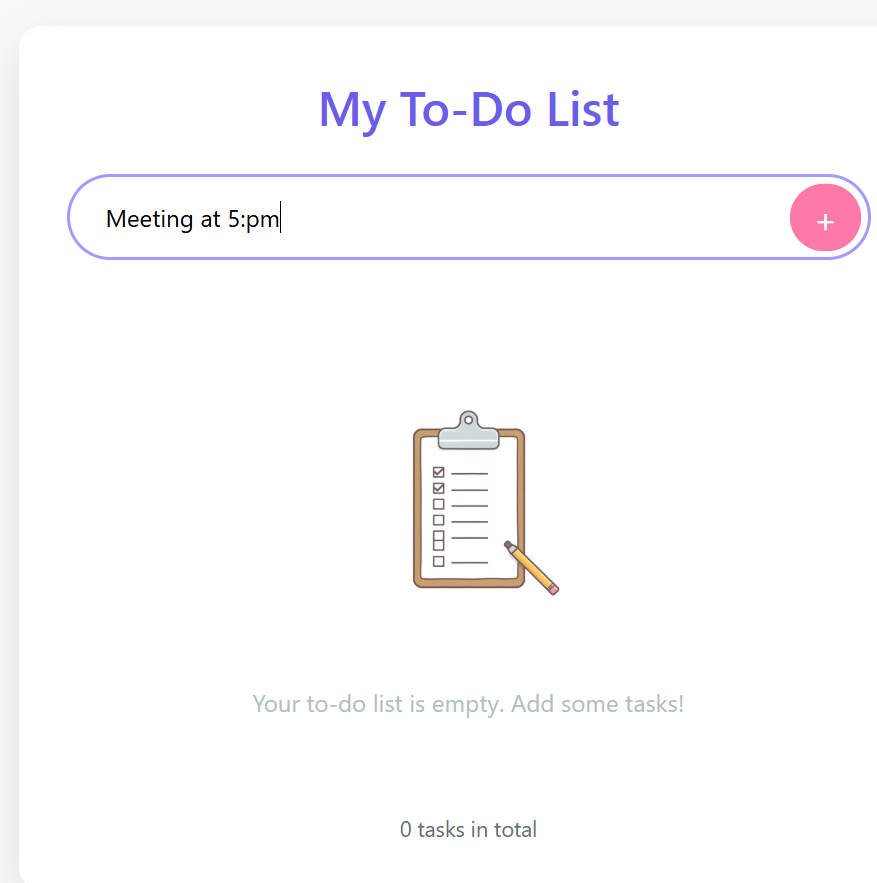 My To-Do List
Meeting at 5:pm
+
Your to-do list is empty. Add some tasks!
0 tasks in total